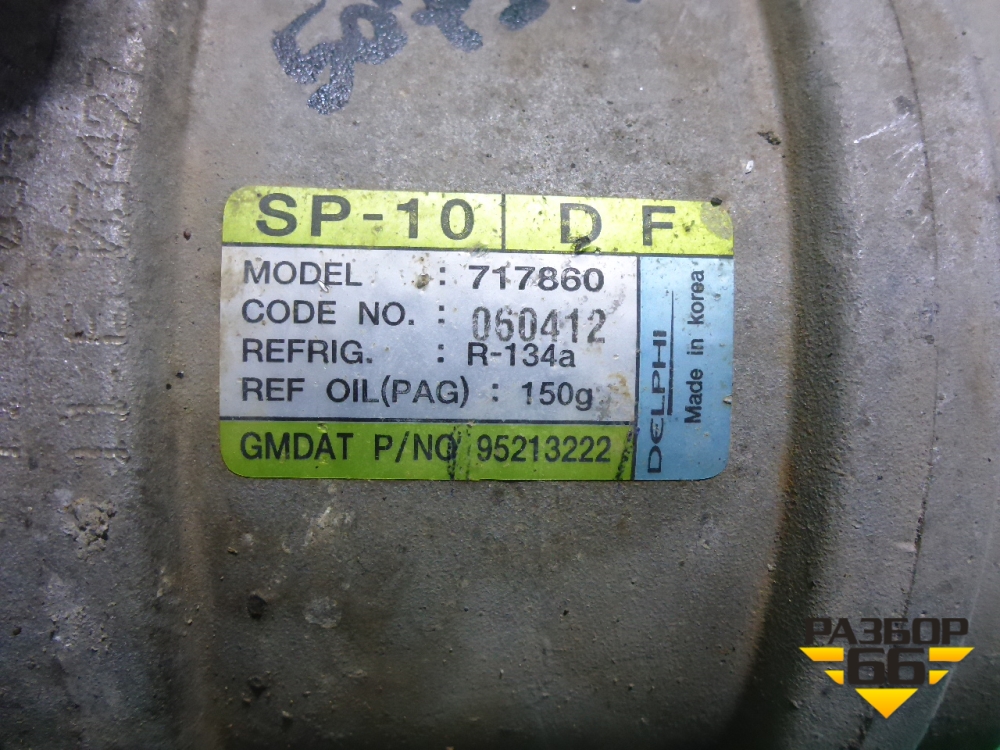 SP-10 D F
MODEL : 717860
CODE NO. : 060412
REFRIG. : R-134a
REF OIL(PAG) : 150g
GMDAT P/NO 95213222
DELPHI
Made in korea
РАЗБОР
66